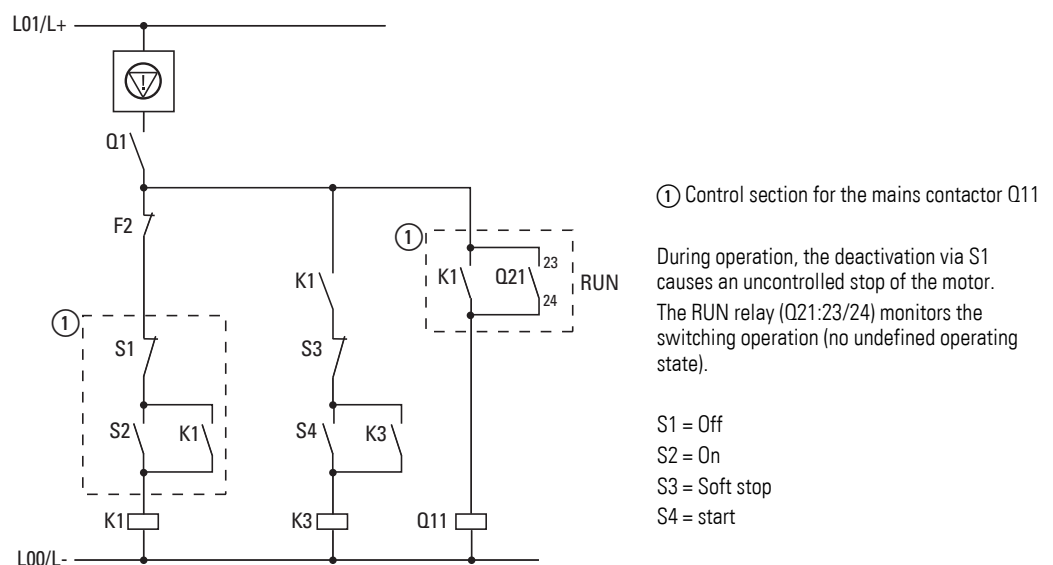 L01/L+
!
Q1
F2
1
S1
S2
K1
K1
K1
S3
S4
K3
K3
1
K1
Q21
23
24
RUN
Q11
L00/L-
1 Control section for the mains contactor Q11
During operation, the deactivation via S1
causes an uncontrolled stop of the motor.
The RUN relay (Q21:23/24) monitors the
switching operation (no undefined operating
state).
S1 = Off
S2 = On
S3 = Soft stop
S4 = start